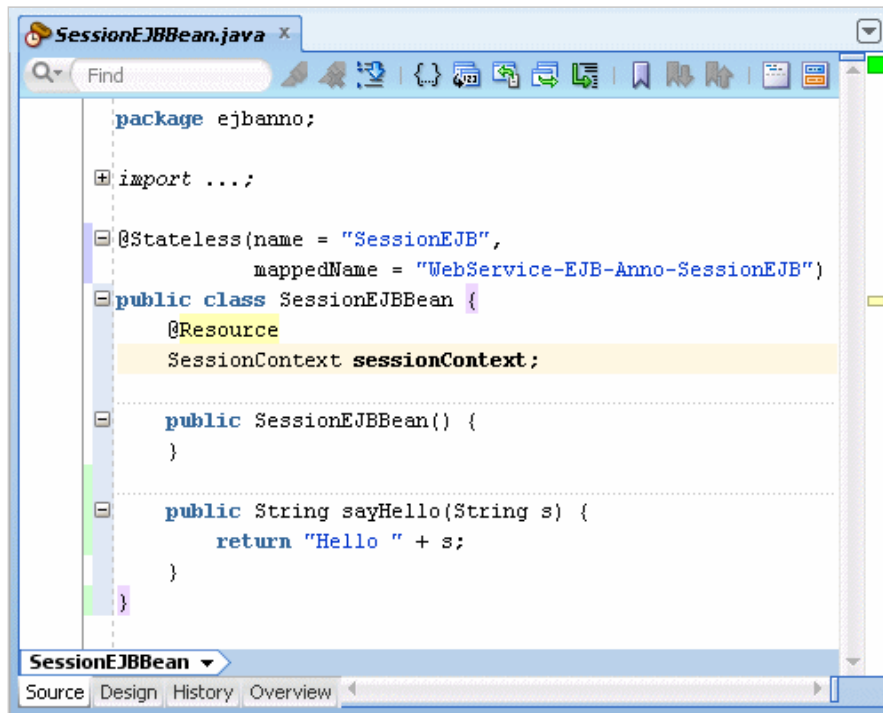 SessionEJBBean.java x
Find
package ejbanno;
import ...;
@Stateless(name = "SessionEJB",
mappedName = "WebService-EJB-Anno-SessionEJB")
public class SessionEJBBean {
@Resource
SessionContext sessionContext;
public SessionEJBBean() {
}
public String sayHello(String s) {
return "Hello " + s;
}
}
SessionEJBBean
Source Design History Overview